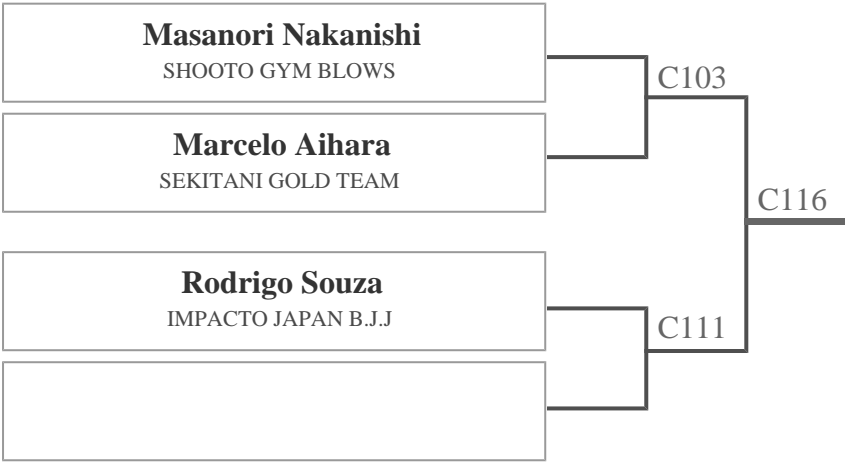 Masanori Nakanishi
SHOOTO GYM BLOWS
C103
Marcelo Aihara
SEKITANI GOLD TEAM
C116
Rodrigo Souza
IMPACTO JAPAN B.J.J
C111